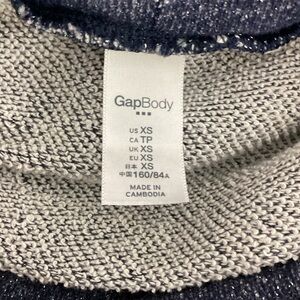 GapBody
US XS
CA TP
UK XS
EU XS
日本 XS
中国 160/84A
MADE IN
CAMBODIA